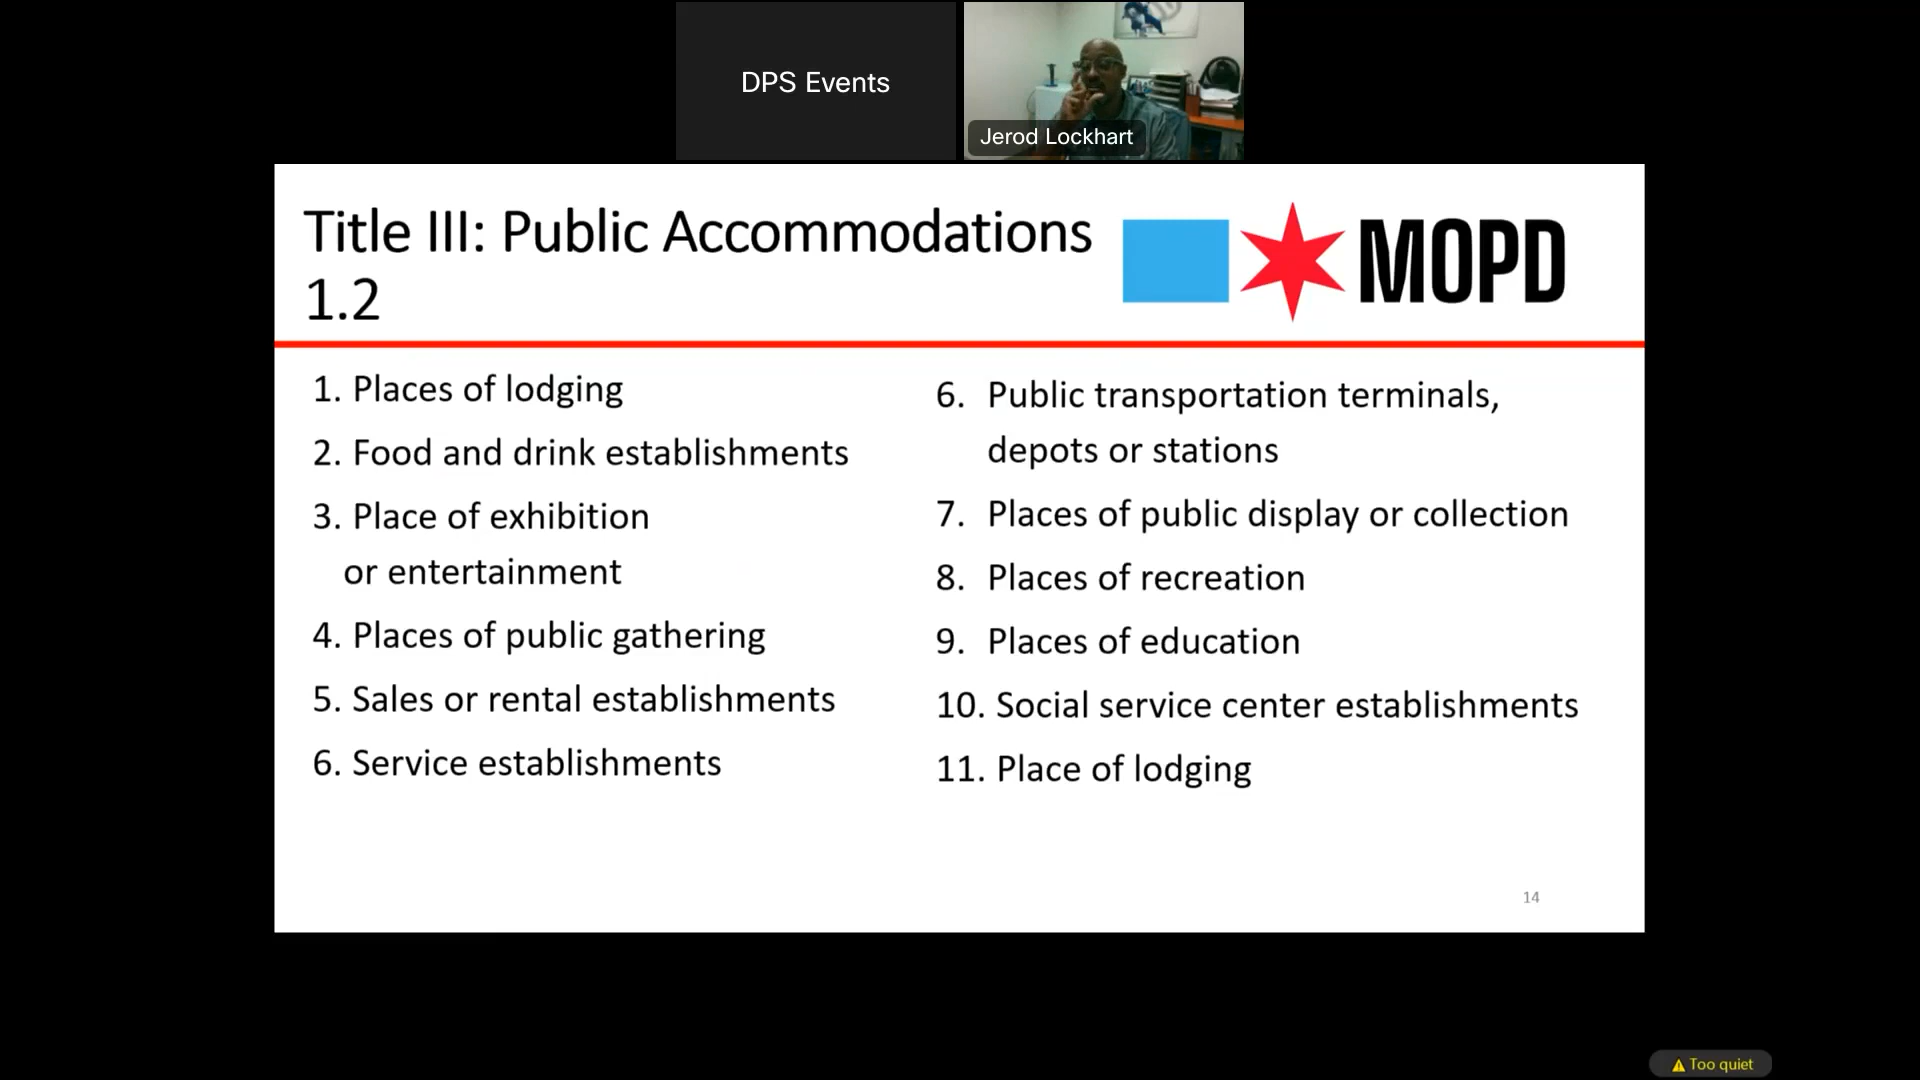 DPS Events
Jerod Lockhart
Title III: Public Accommodations
1.2
MOPD
1. Places of lodging
2. Food and drink establishments
3. Place of exhibition
or entertainment
4. Places of public gathering
5. Sales or rental establishments
6. Service establishments
6. Public transportation terminals,
depots or stations
7. Places of public display or collection
8. Places of recreation
9. Places of education
10. Social service center establishments
11. Place of lodging
14
Too quiet